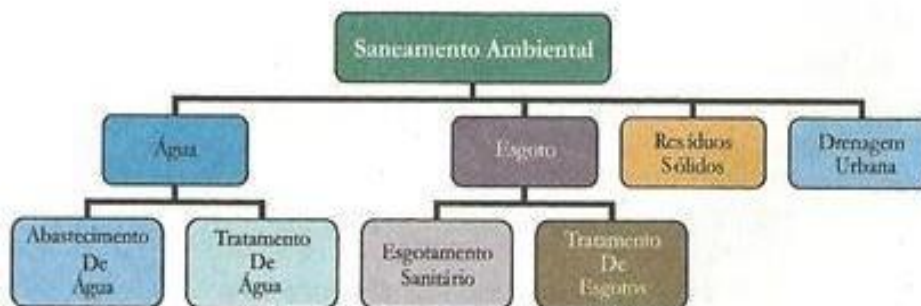 Saneamento Ambiental
Água
Esgoto
Resíduos
Sólidos
Drenagem
Urbana
Abastecimento
De
Água
Tratamento
De
Água
Esgotamento
Sanitário
Tratamento
De
Esgotos